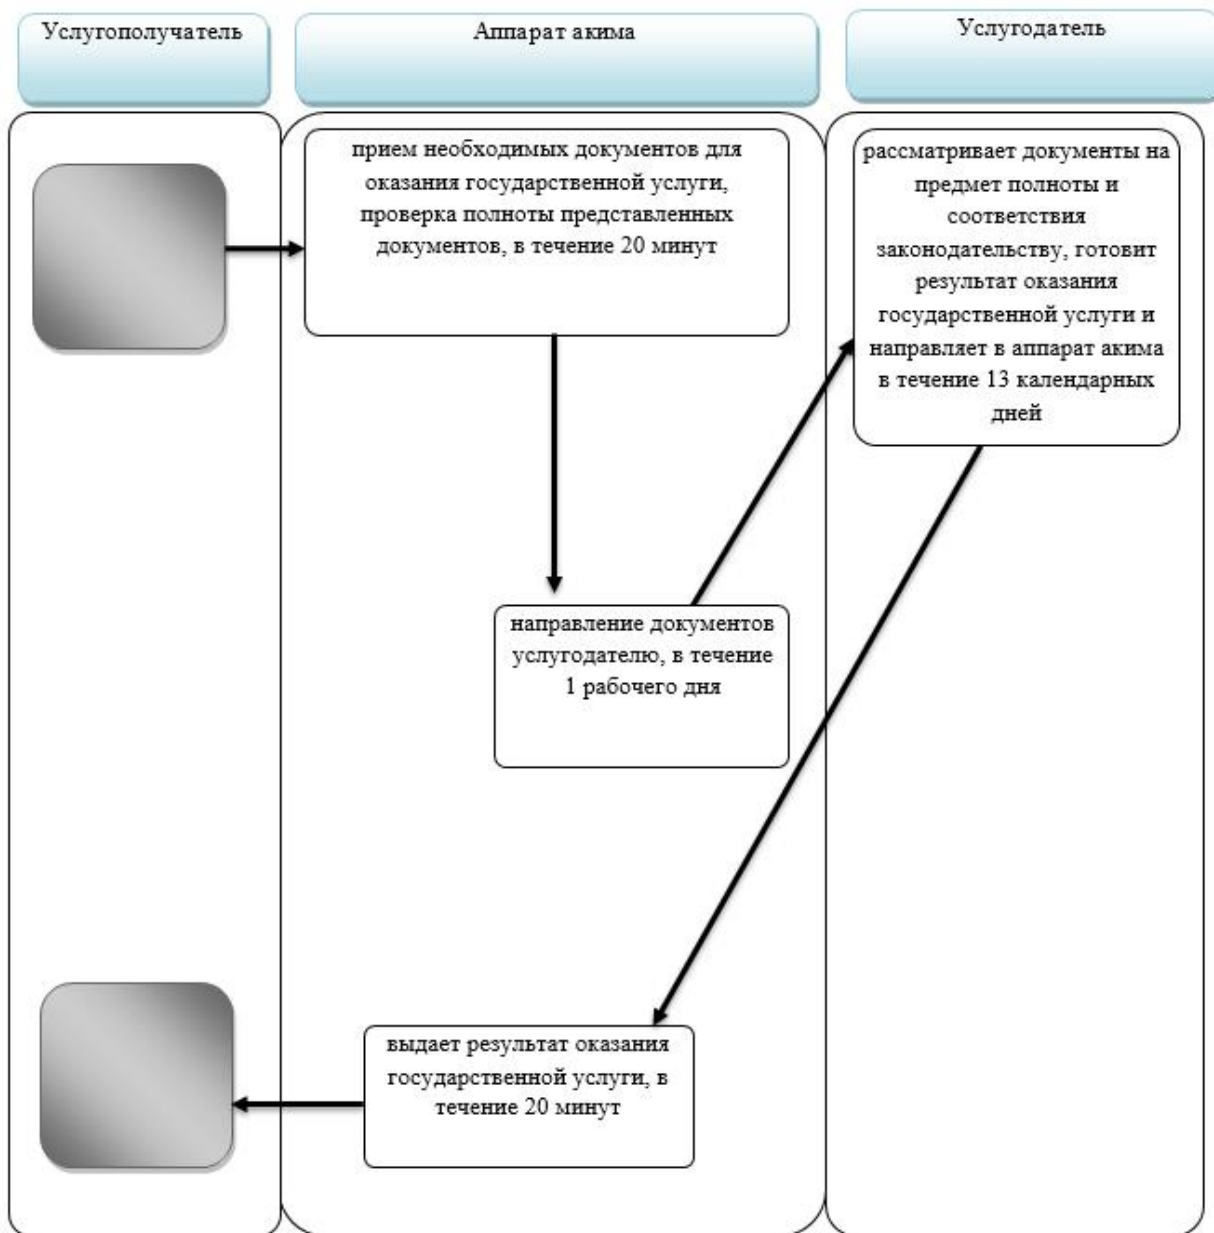 Услугополучатель
Аппарат акима
Услугодатель
прием необходимых документов для
оказания государственной услуги,
проверка полноты представленных
документов, в течение 20 минут
рассматривает документы на
предмет полноты и
соответствия
законодательству, готовит
результат оказания
государственной услуги и
направляет в аппарат акима
в течение 13 календарных
дней
направление документов
услугодателю, в течение
1 рабочего дня
выдает результат оказания
государственной услуги, в
течение 20 минут